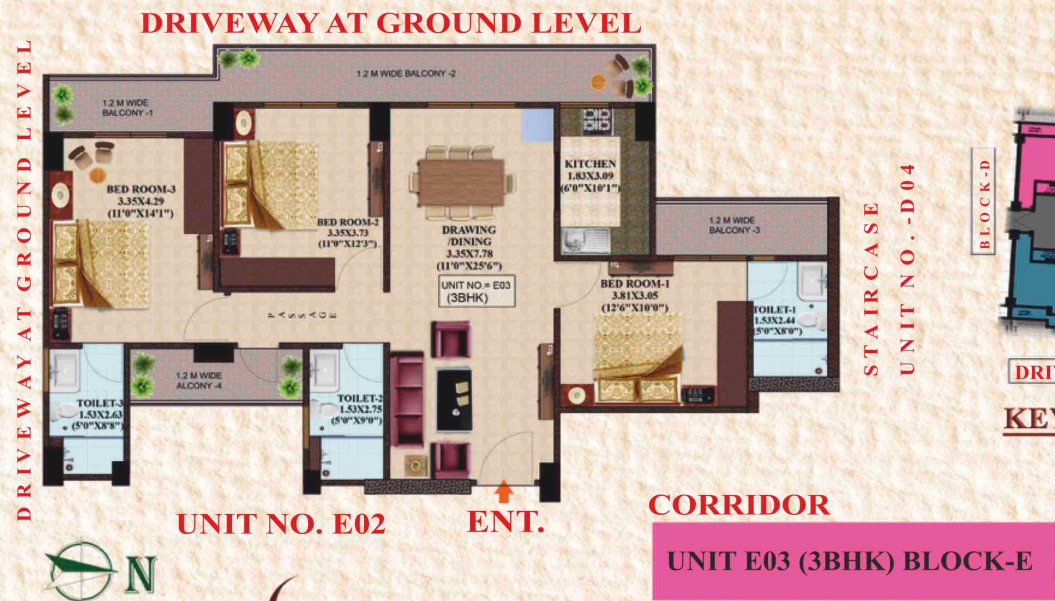 DRIVEWAY AT GROUND LEVEL
DRIVEWAY AT GROUND LEVEL
1.2 M WIDE BALCONY -2
1.2 M WIDE
BALCONY -1
BED ROOM-3
3.35X4.29
(11'0"X14'1")
BED ROOM-2
3.35X3.73
(11'0"X12'3")
DRAWING
/DINING
3.35X7.78
(11'0"X25'6")
UNIT NO.= E03
(3BHK)
KITCHEN
1.83X3.09
(6'0"X10'1")
1.2 M WIDE
BALCONY -3
BED ROOM-1
3.81X3.05
(12'6"X10'0")
TOILET-1
1.53X2.44
(5'0"X8'0")
PASSAGE
1.2 M WIDE
ALCONY -4
TOILET-3
1.53X2.63
(5'0"X8'8")
TOILET-2
1.53X2.75
(5'0"X9'0")
STAIRCASE
UNIT NO.-D04
BLOCK-D
DRI
KEY
UNIT NO. E02
ENT.
CORRIDOR
N
UNIT E03 (3BHK) BLOCK-E